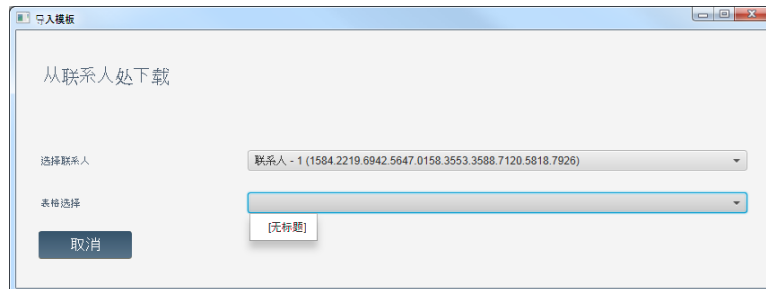 导入模板
从联系人处下载
选择联系人
联系人 - 1 (1584.2219.6942.5647.0158.3553.3588.7120.5818.7926)
表格选择
[无标题]
取消